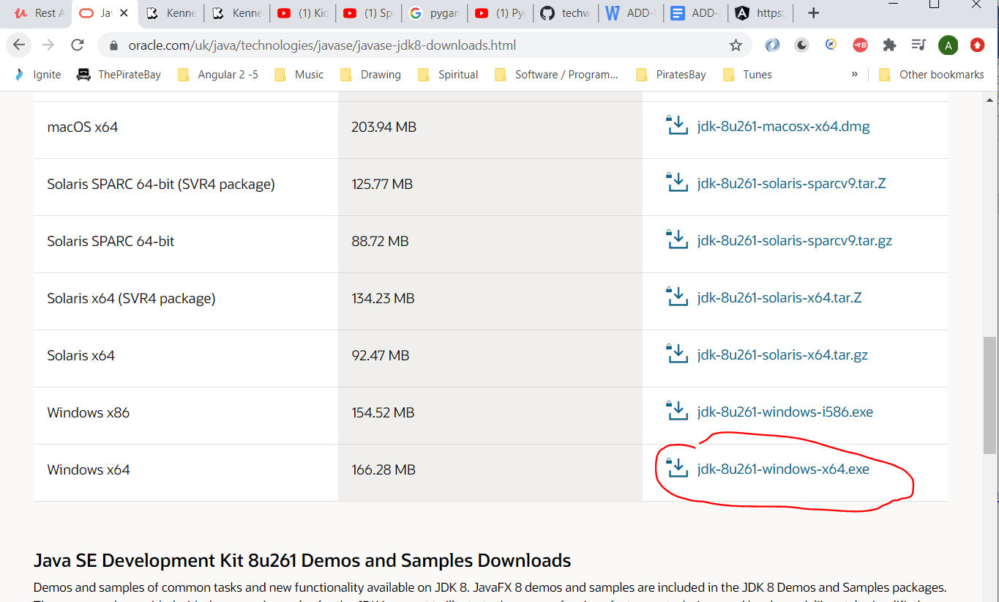 Rest A Ja Kenne Kenne (1) Kic (1) Spa pygan (1) Pyg techw ADD- ADD- https:
oracle.com/uk/java/technologies/javase/javase-jdk8-downloads.html A
Ignite ThePirateBay Angular 2 -5 Music Drawing Spiritual Software / Program... PiratesBay Tunes » Other bookmarks
macOS x64 203.94 MB jdk-8u261-macosx-x64.dmg
Solaris SPARC 64-bit (SVR4 package) 125.77 MB jdk-8u261-solaris-sparcv9.tar.Z
Solaris SPARC 64-bit 88.72 MB jdk-8u261-solaris-sparcv9.tar.gz
Solaris x64 (SVR4 package) 134.23 MB jdk-8u261-solaris-x64.tar.Z
Solaris x64 92.47 MB jdk-8u261-solaris-x64.tar.gz
Windows x86 154.52 MB jdk-8u261-windows-i586.exe
Windows x64 166.28 MB jdk-8u261-windows-x64.exe
Java SE Development Kit 8u261 Demos and Samples Downloads
Demos and samples of common tasks and new functionality available on JDK 8. JavaFX 8 demos and samples are included in the JDK 8 Demos and Samples packages.